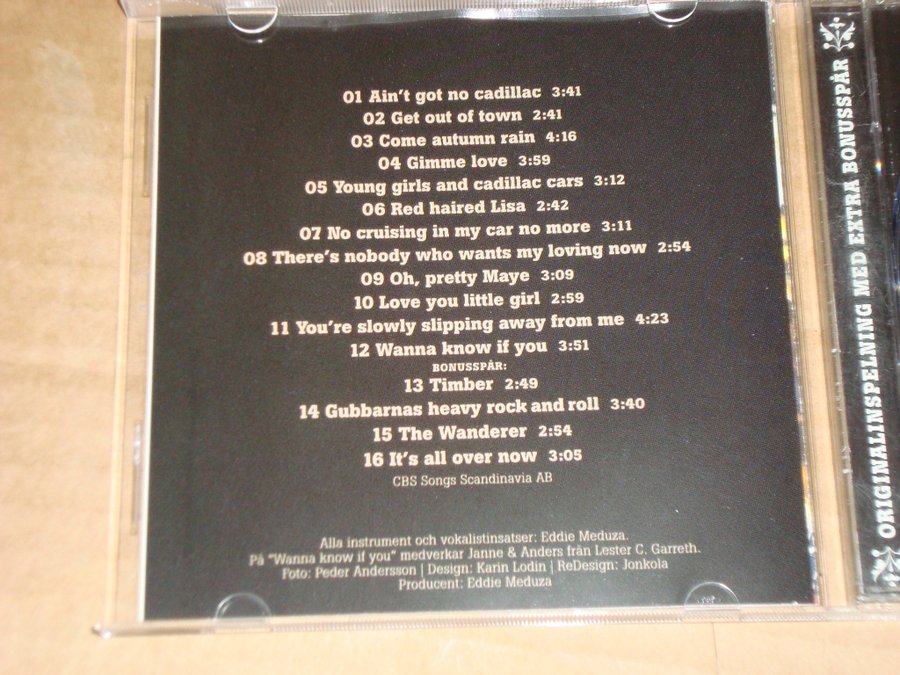 01 Ain't got no cadillac 3:41
02 Get out of town 2:41
03 Come autumn rain 4:16
04 Gimme love 3:59
05 Young girls and cadillac cars 3:12
06 Red haired Lisa 2:42
07 No cruising in my car no more 3:11
08 There's nobody who wants my loving now 2:54
09 Oh, pretty Maye 3:09
10 Love you little girl 2:59
11 You're slowly slipping away from me 4:23
12 Wanna know if you 3:51
BONUSSPÅR:
13 Timber 2:49
14 Gubbarnas heavy rock and roll 3:40
15 The Wanderer 2:54
16 It's all over now 3:05
CBS Songs Scandinavia AB
Alla instrument och vokalistinsatser: Eddie Meduza.
På "Wanna know if you" medverkar Janne & Anders från Lester C. Garreth.
Foto: Peder Andersson | Design: Karin Lodin | ReDesign: Jonkola
Producent: Eddie Meduza
ORIGINALINSPELNING MED EXTRA BONUSSPÅR